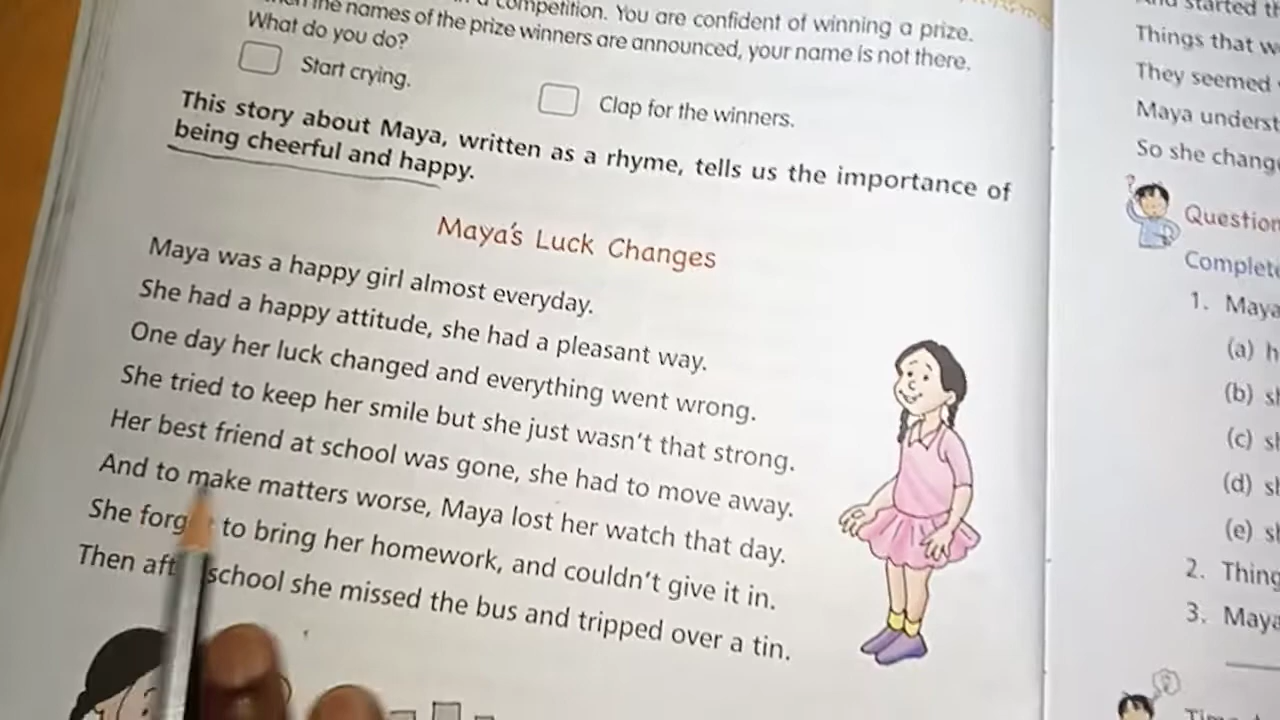 competition. You are confident of winning a prize.
the names of the prize winners are announced, your name is not there.
What do you do?
Start crying.
Clap for the winners.
This story about Maya, written as a rhyme, tells us the importance of
being cheerful and happy.
Maya's Luck Changes
Maya was a happy girl almost everyday.
She had a happy attitude, she had a pleasant way.
One day her luck changed and everything went wrong.
She tried to keep her smile but she just wasn't that strong.
Her best friend at school was gone, she had to move away.
And to make matters worse, Maya lost her watch that day.
She to bring her homework, and couldn't give it in.
Then school she missed the bus and tripped over a tin.
started
Things that
They seemed
Maya
So she
Complete
1. Maya
(a)
(b)
(c)
(d)
(e)
2.
3. Maya